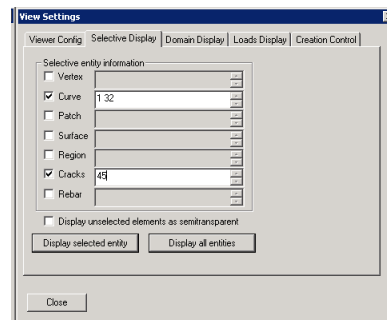 View Settings
Viewer Config Selective Display Domain Display Loads Display Creation Control
Selective entity information
Vertex
Curve 1 32
Patch
Surface
Region
Cracks 45
Rebar
Display unselected elements as semitransparent
Display selected entity Display all entities
Close